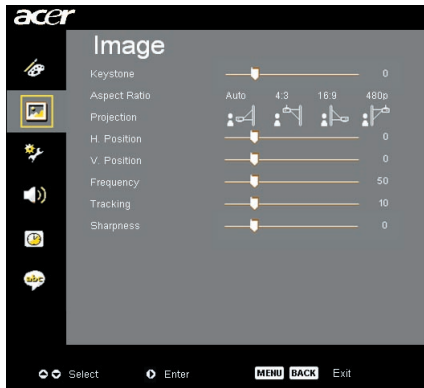 acer
Image
Keystone 0
Aspect Ratio Auto 4:3 16:9 480p
Projection
H. Position 0
V. Position 0
Frequency 50
Tracking 10
Sharpness 0
abc
Select Enter MENU BACK Exit